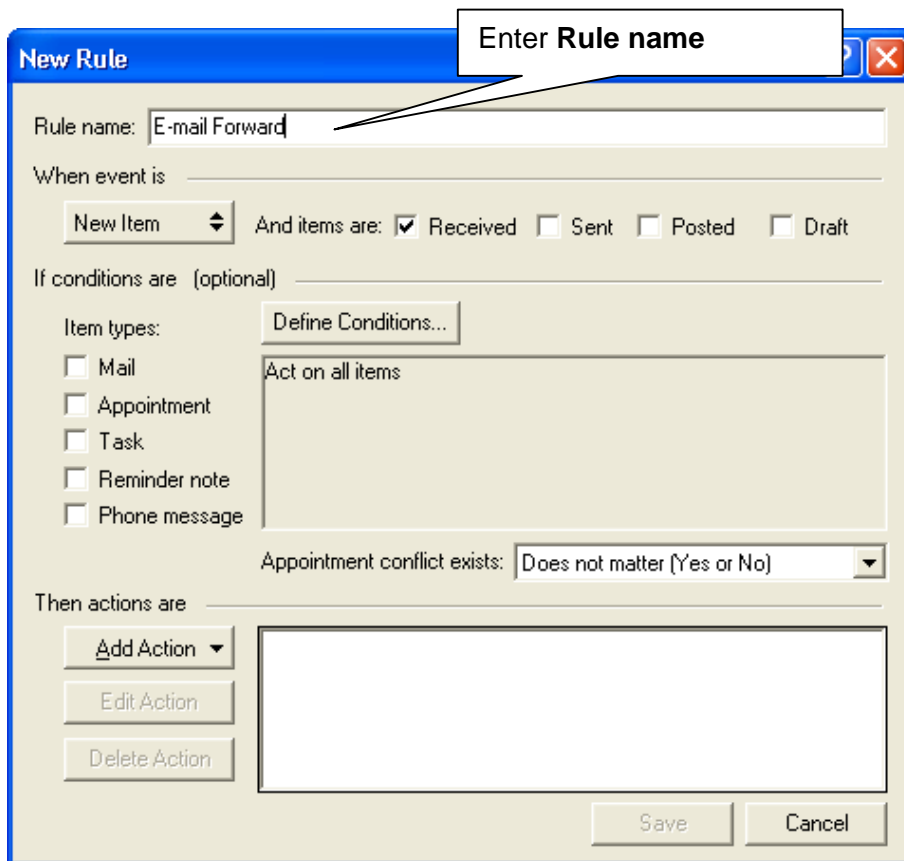 Enter Rule name
New Rule
Rule name: E-mail Forward
When event is
New Item And items are: Received Sent Posted Draft
If conditions are (optional)
Item types: Define Conditions...
Mail
Act on all items
Appointment
Task
Reminder note
Phone message
Appointment conflict exists: Does not matter (Yes or No)
Then actions are
Add Action
Edit Action
Delete Action
Save Cancel